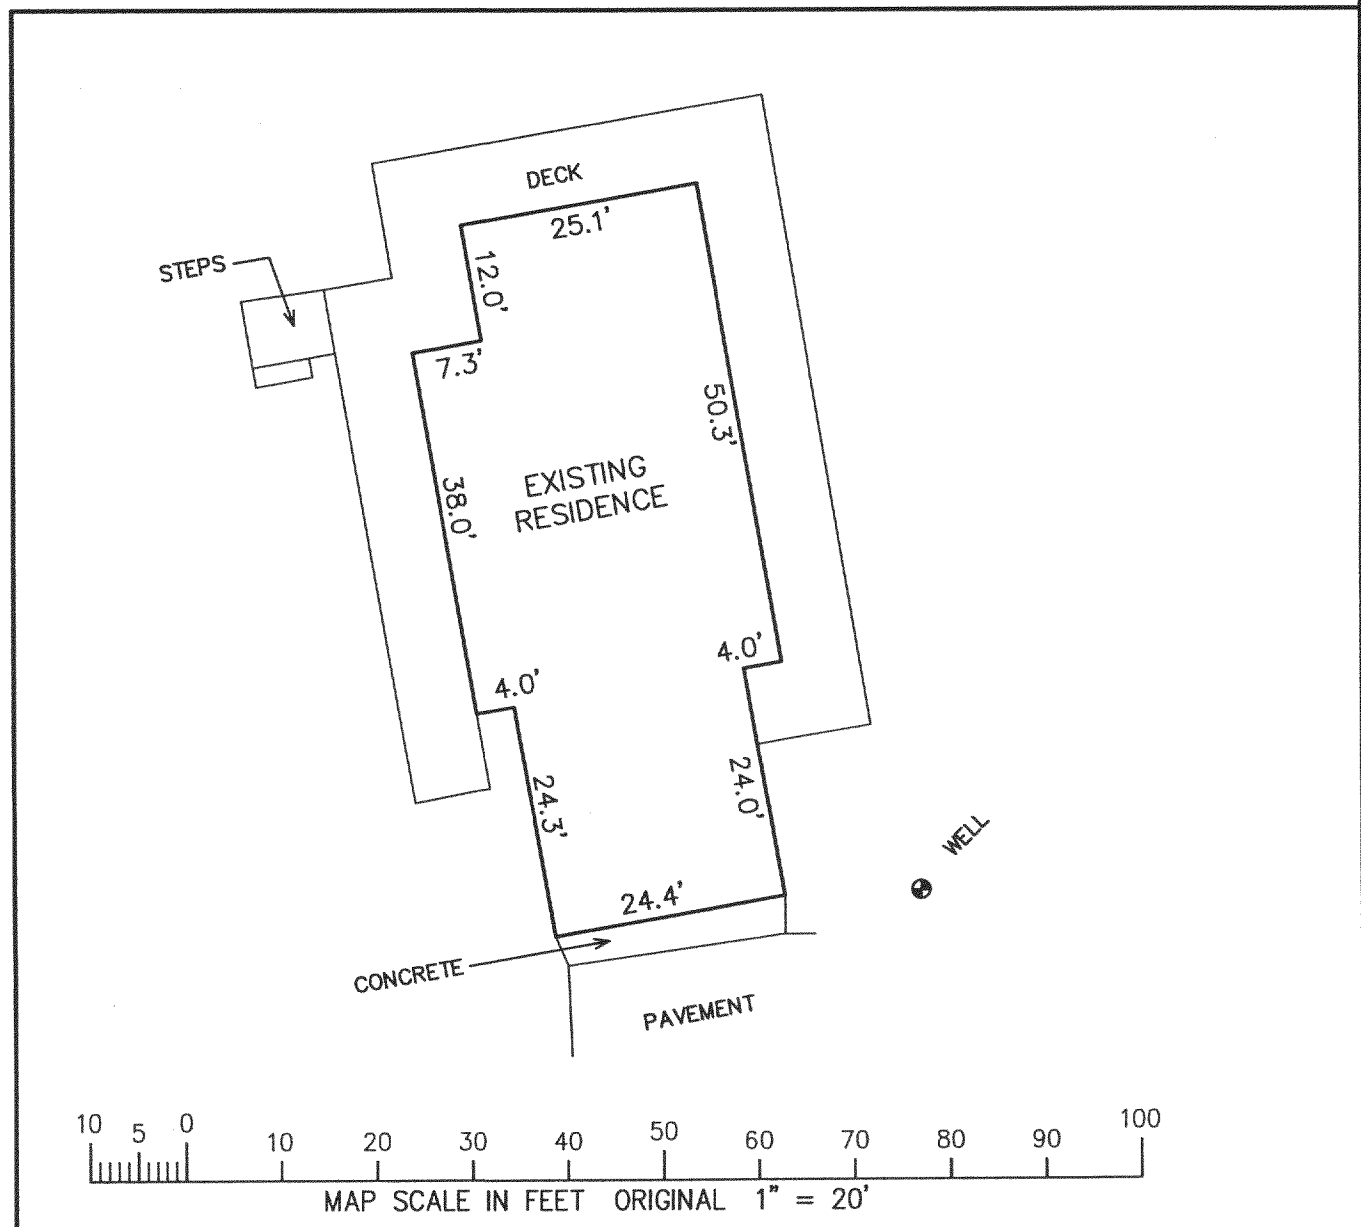 DECK
25.1'
STEPS
12.0'
7.3'
50.3'
EXISTING
RESIDENCE
38.0'
4.0'
4.0'
24.3'
24.0'
WELL
24.4'
CONCRETE
PAVEMENT
10 5 0 10 20 30 40 50 60 70 80 90 100
MAP SCALE IN FEET ORIGINAL 1" = 20'